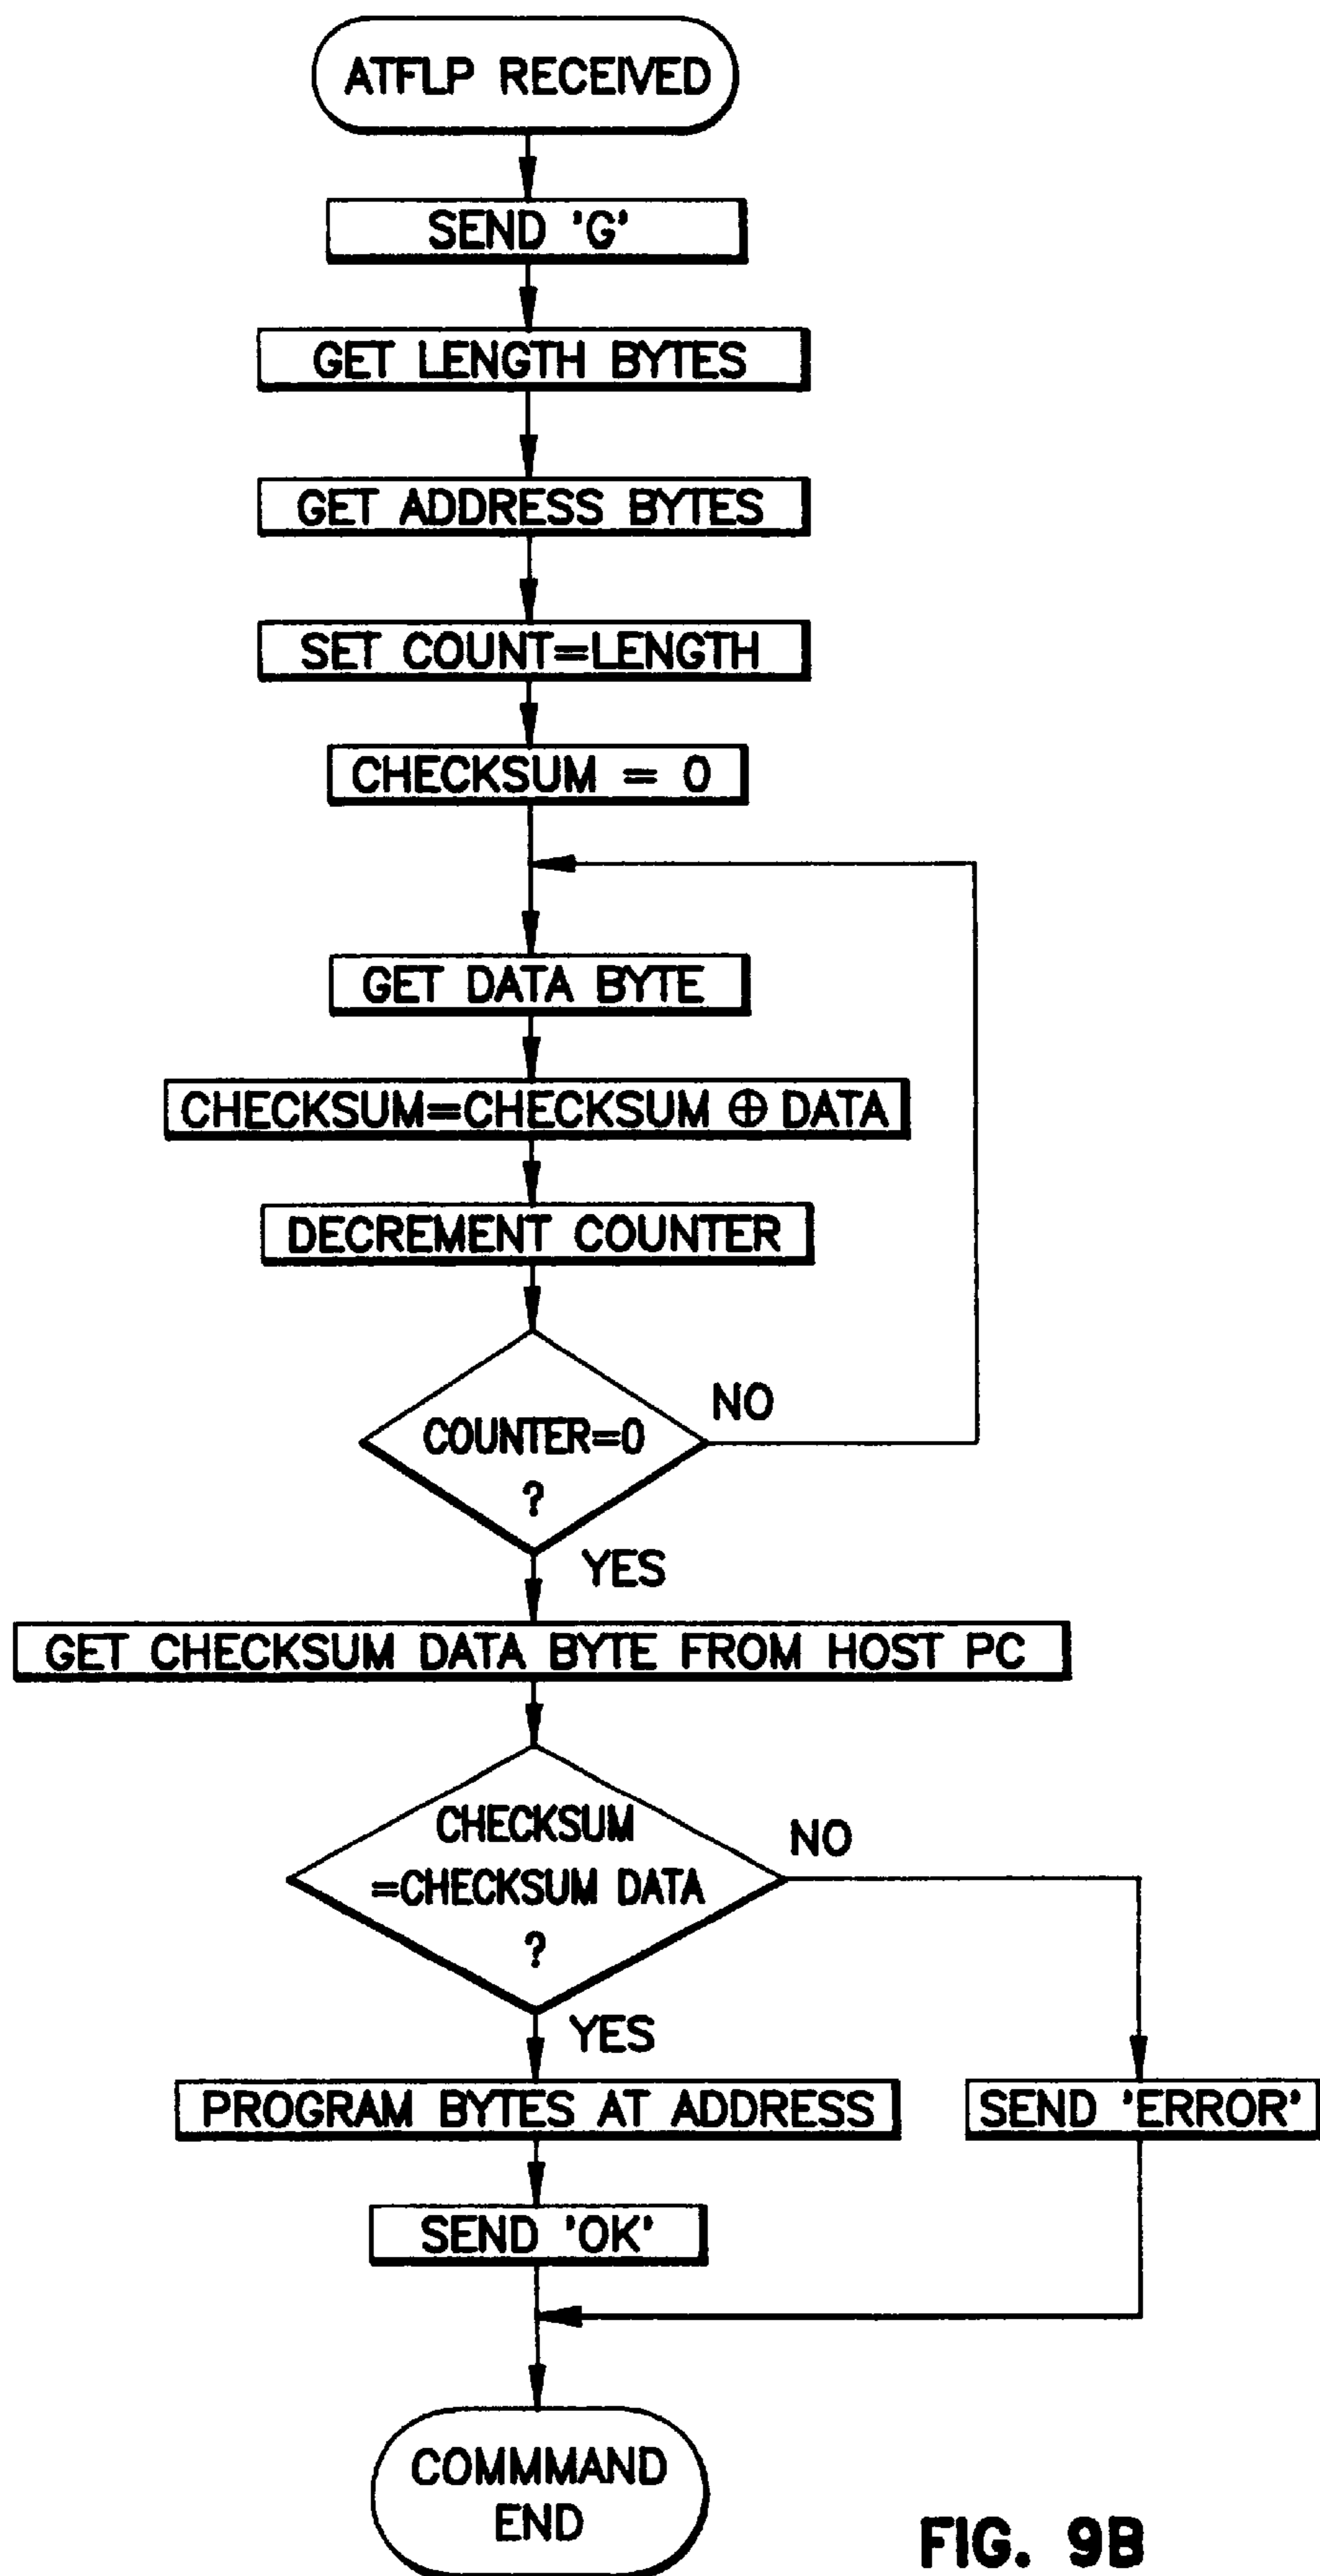 ATFLP RECEIVED
SEND 'G'
GET LENGTH BYTES
GET ADDRESS BYTES
SET COUNT=LENGTH
CHECKSUM = 0
GET DATA BYTE
CHECKSUM=CHECKSUM ⊕ DATA
DECREMENT COUNTER
COUNTER=0
?
NO
YES
GET CHECKSUM DATA BYTE FROM HOST PC
CHECKSUM
=CHECKSUM DATA
?
NO
YES
PROGRAM BYTES AT ADDRESS
SEND 'ERROR'
SEND 'OK'
COMMMAND
END
FIG. 9B